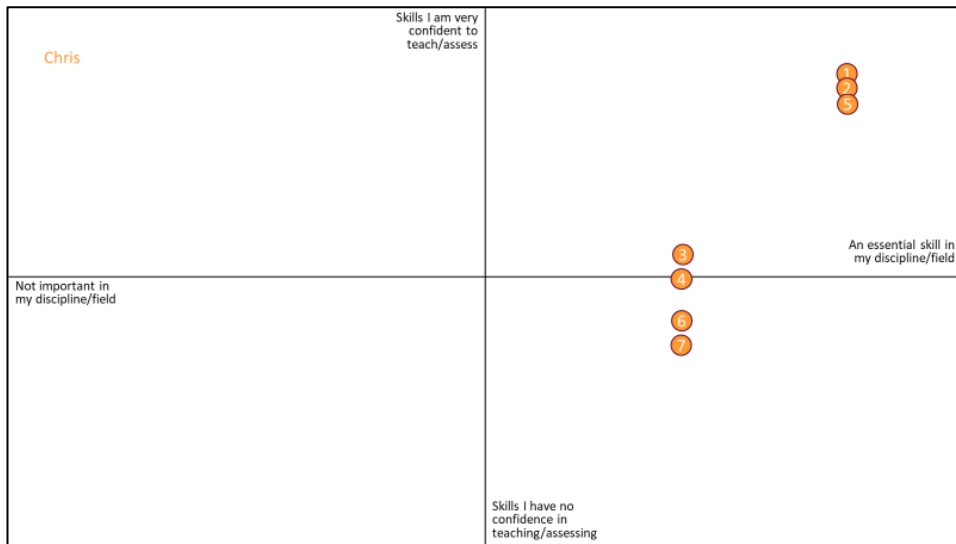 Skills I am very
confident to
teach/assess
Chris
1
2
5
3
An essential skill in
my discipline/field
4
Not important in
my discipline/field
6
7
Skills I have no
confidence in
teaching/assessing